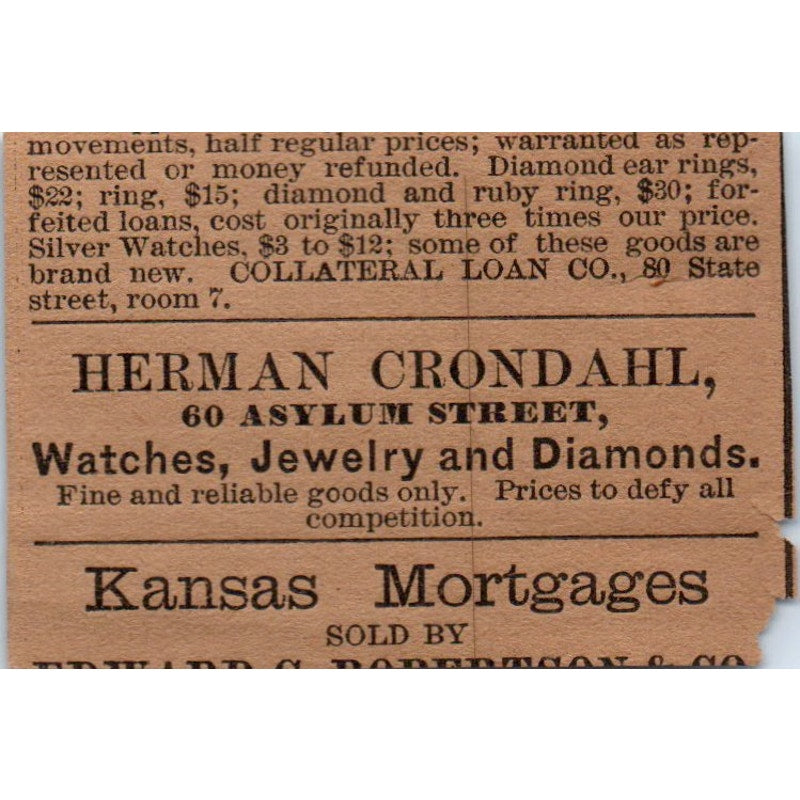 movements, half regular prices; warranted as rep-
resented or money refunded. Diamond ear rings,
$22; ring, $15; diamond and ruby ring, $30; for-
feited loans, cost originally three times our price.
Silver Watches, $3 to $12; some of these goods are
brand new. COLLATERAL LOAN CO., 80 State
street, room 7.
HERMAN CRONDAHL,
60 ASYLUM STREET,
Watches, Jewelry and Diamonds.
Fine and reliable goods only. Prices to defy all
competition.
Kansas Mortgages
SOLD BY
EDWARD C. ROBERTSON & CO